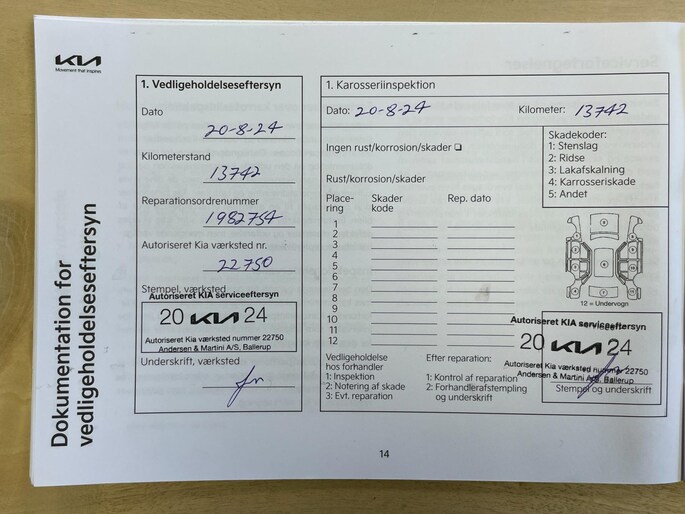 KIA
Movement that inspires
Dokumentation for
vedligeholdelseseftersyn
1. Vedligeholdelseseftersyn
Dato
20-8-24
Kilometerstand
13742
Reparationsordrenummer
1982754
Autoriseret Kia værksted nr.
22750
Stempel, værksted
Autoriseret KIA serviceeftersyn
20 KIA 24
Autoriseret Kia værksted nummer 22750
Andersen & Martini A/S, Ballerup
Underskrift, værksted
1. Karosseriinspektion
Dato: 20-8-24 Kilometer: 13742
Ingen rust/korrosion/skader
Rust/korrosion/skader
Skadekoder:
1: Stenslag
2: Ridse
3: Lakafskalning
4: Karrosseriskade
5: Andet
Place-
ring
Skader
kode
Rep. dato
1
2
3
4
5
6
7
8
9
10
11
12
12 = Undervogn
Vedligeholdelse
hos forhandler
1: Inspektion
2: Notering af skade
3: Evt. reparation
Efter reparation:
1: Kontrol af reparation
2: Forhandlerafstempling
og underskrift
Autoriseret KIA serviceeftersyn
20 KIA 24
Autoriseret Kia værksted nummer 22750
Andersen & Martini A/S, Ballerup
Stempel og underskrift
14